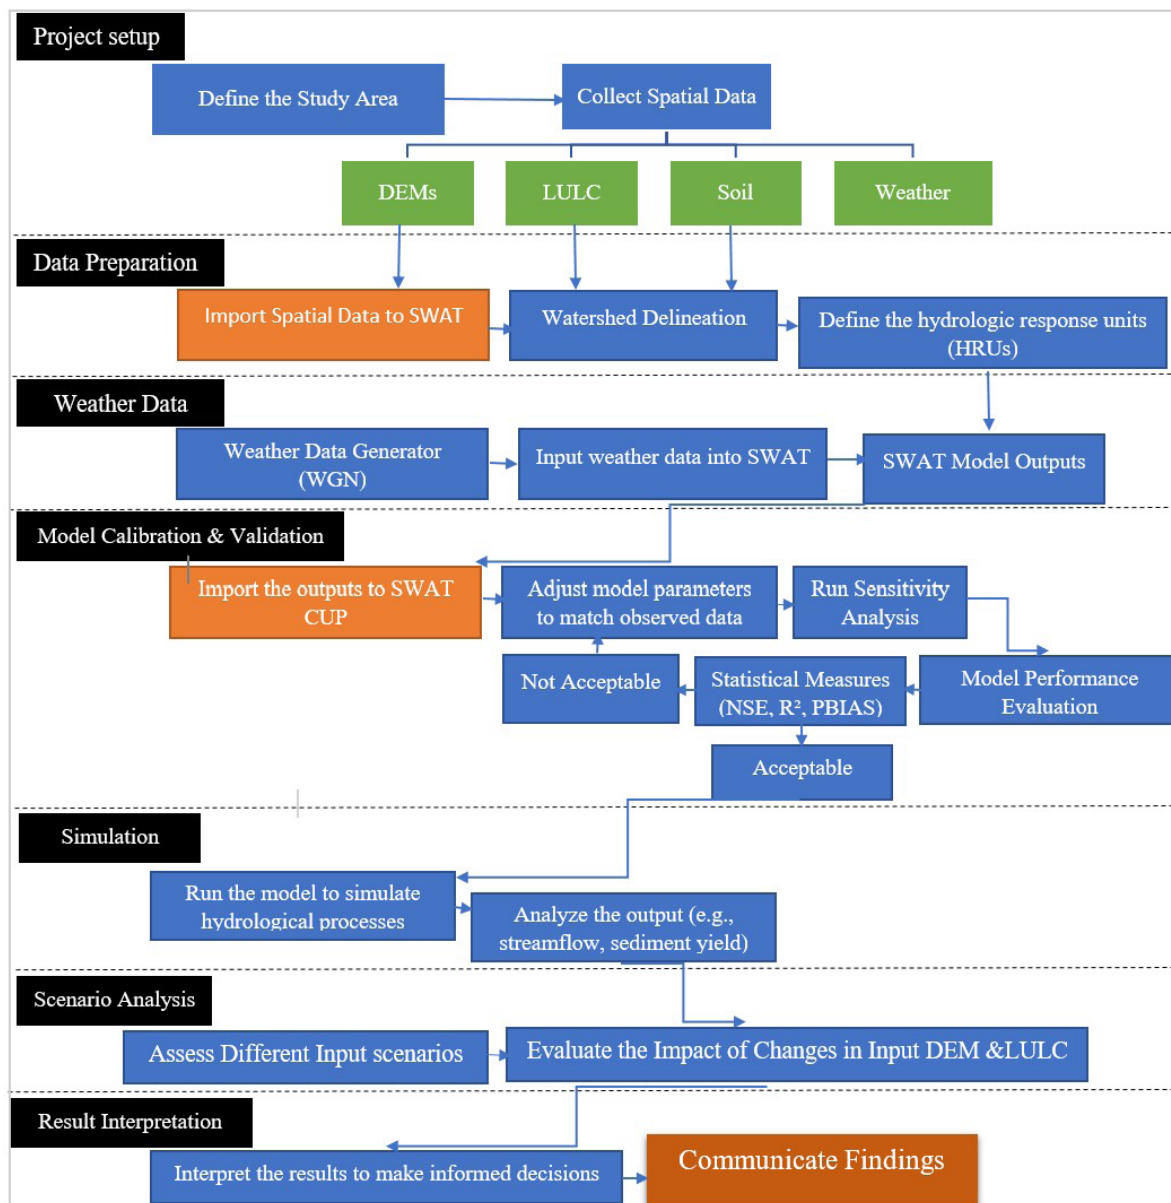 Project setup
Define the Study Area
Collect Spatial Data
DEMs
LULC
Soil
Weather
Data Preparation
Import Spatial Data to SWAT
Watershed Delineation
Define the hydrologic response units
(HRUs)
Weather Data
Weather Data Generator
(WGN)
Input weather data into SWAT
SWAT Model Outputs
Model Calibration & Validation
Import the outputs to SWAT
CUP
Adjust model parameters
to match observed data
Run Sensitivity
Analysis
Not Acceptable
Statistical Measures
(NSE, R², PBIAS)
Model Performance
Evaluation
Acceptable
Simulation
Run the model to simulate
hydrological processes
Analyze the output (e.g.,
streamflow, sediment yield)
Scenario Analysis
Assess Different Input scenarios
Evaluate the Impact of Changes in Input DEM &LULC
Result Interpretation
Interpret the results to make informed decisions
Communicate Findings